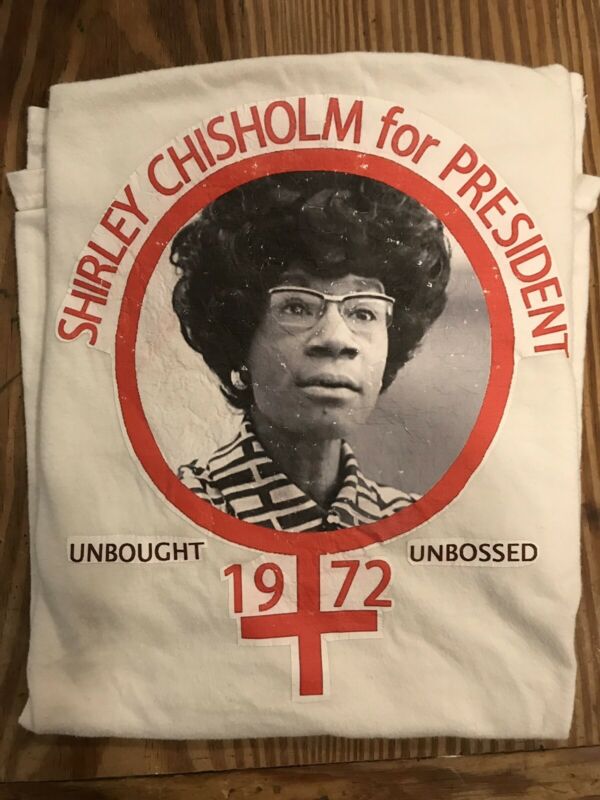 SHIRLEY CHISHOLM for PRESIDENT
UNBOUGHT
UNBOSSED
1972